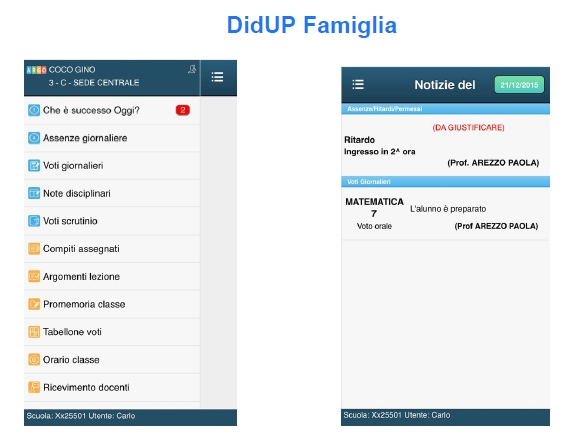 DidUP Famiglia
ARGO COCO GINO
3 - C - SEDE CENTRALE
Che è successo Oggi? 2
Assenze giornaliere
Voti giornalieri
Note disciplinari
Voti scrutinio
Compiti assegnati
Argomenti lezione
Promemoria classe
Tabellone voti
Orario classe
Ricevimento docenti
Scuola: Xx25501 Utente: Carlo
Notizie del 21/12/2015
Assenze/Ritardi/Permessi
(DA GIUSTIFICARE)
Ritardo
Ingresso in 2^ ora
(Prof. AREZZO PAOLA)
Voti Giornalieri
MATEMATICA
7
L'alunno è preparato
Voto orale
(Prof AREZZO PAOLA)
Scuola: Xx25501 Utente: Carlo